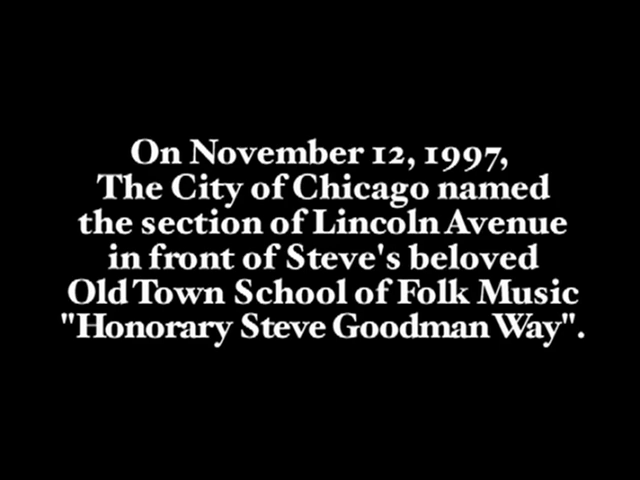 On November 12, 1997,
The City of Chicago named
the section of Lincoln Avenue
in front of Steve's beloved
Old Town School of Folk Music
"Honorary Steve Goodman Way".